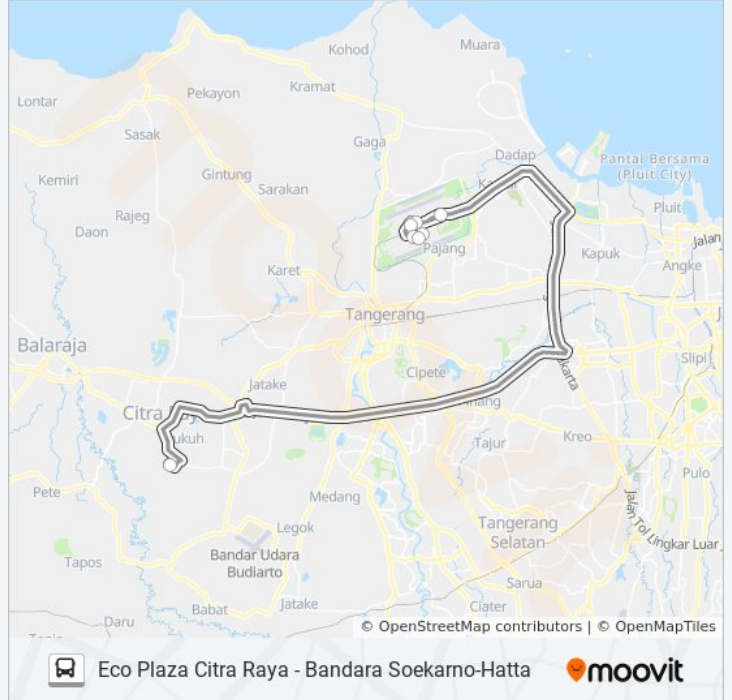 Kohod
Muara
Lontar
Pekayon
Kramat
Sasak
Gaga
Dadap
Pantai Bersama
(Pluit City)
Kemiri
Gintung
Sarakan
Pluit
Rajeg
Daon
Pajang
Kapuk
Jalan
Angke
Karet
Tangerang
Balaraja
Slipi
Cipete
Jatake
Citra
Kreo
Tajur
Pulo
Pete
Medang
Legok
Tangerang
Selatan
Jalan Tol Lingkar Luar
Bandar Udara
Budiarto
Tapos
Sarua
Babat
Jatake
Ciater
Daru
© OpenStreetMap contributors | © OpenMapTiles
Eco Plaza Citra Raya - Bandara Soekarno-Hatta
moovit